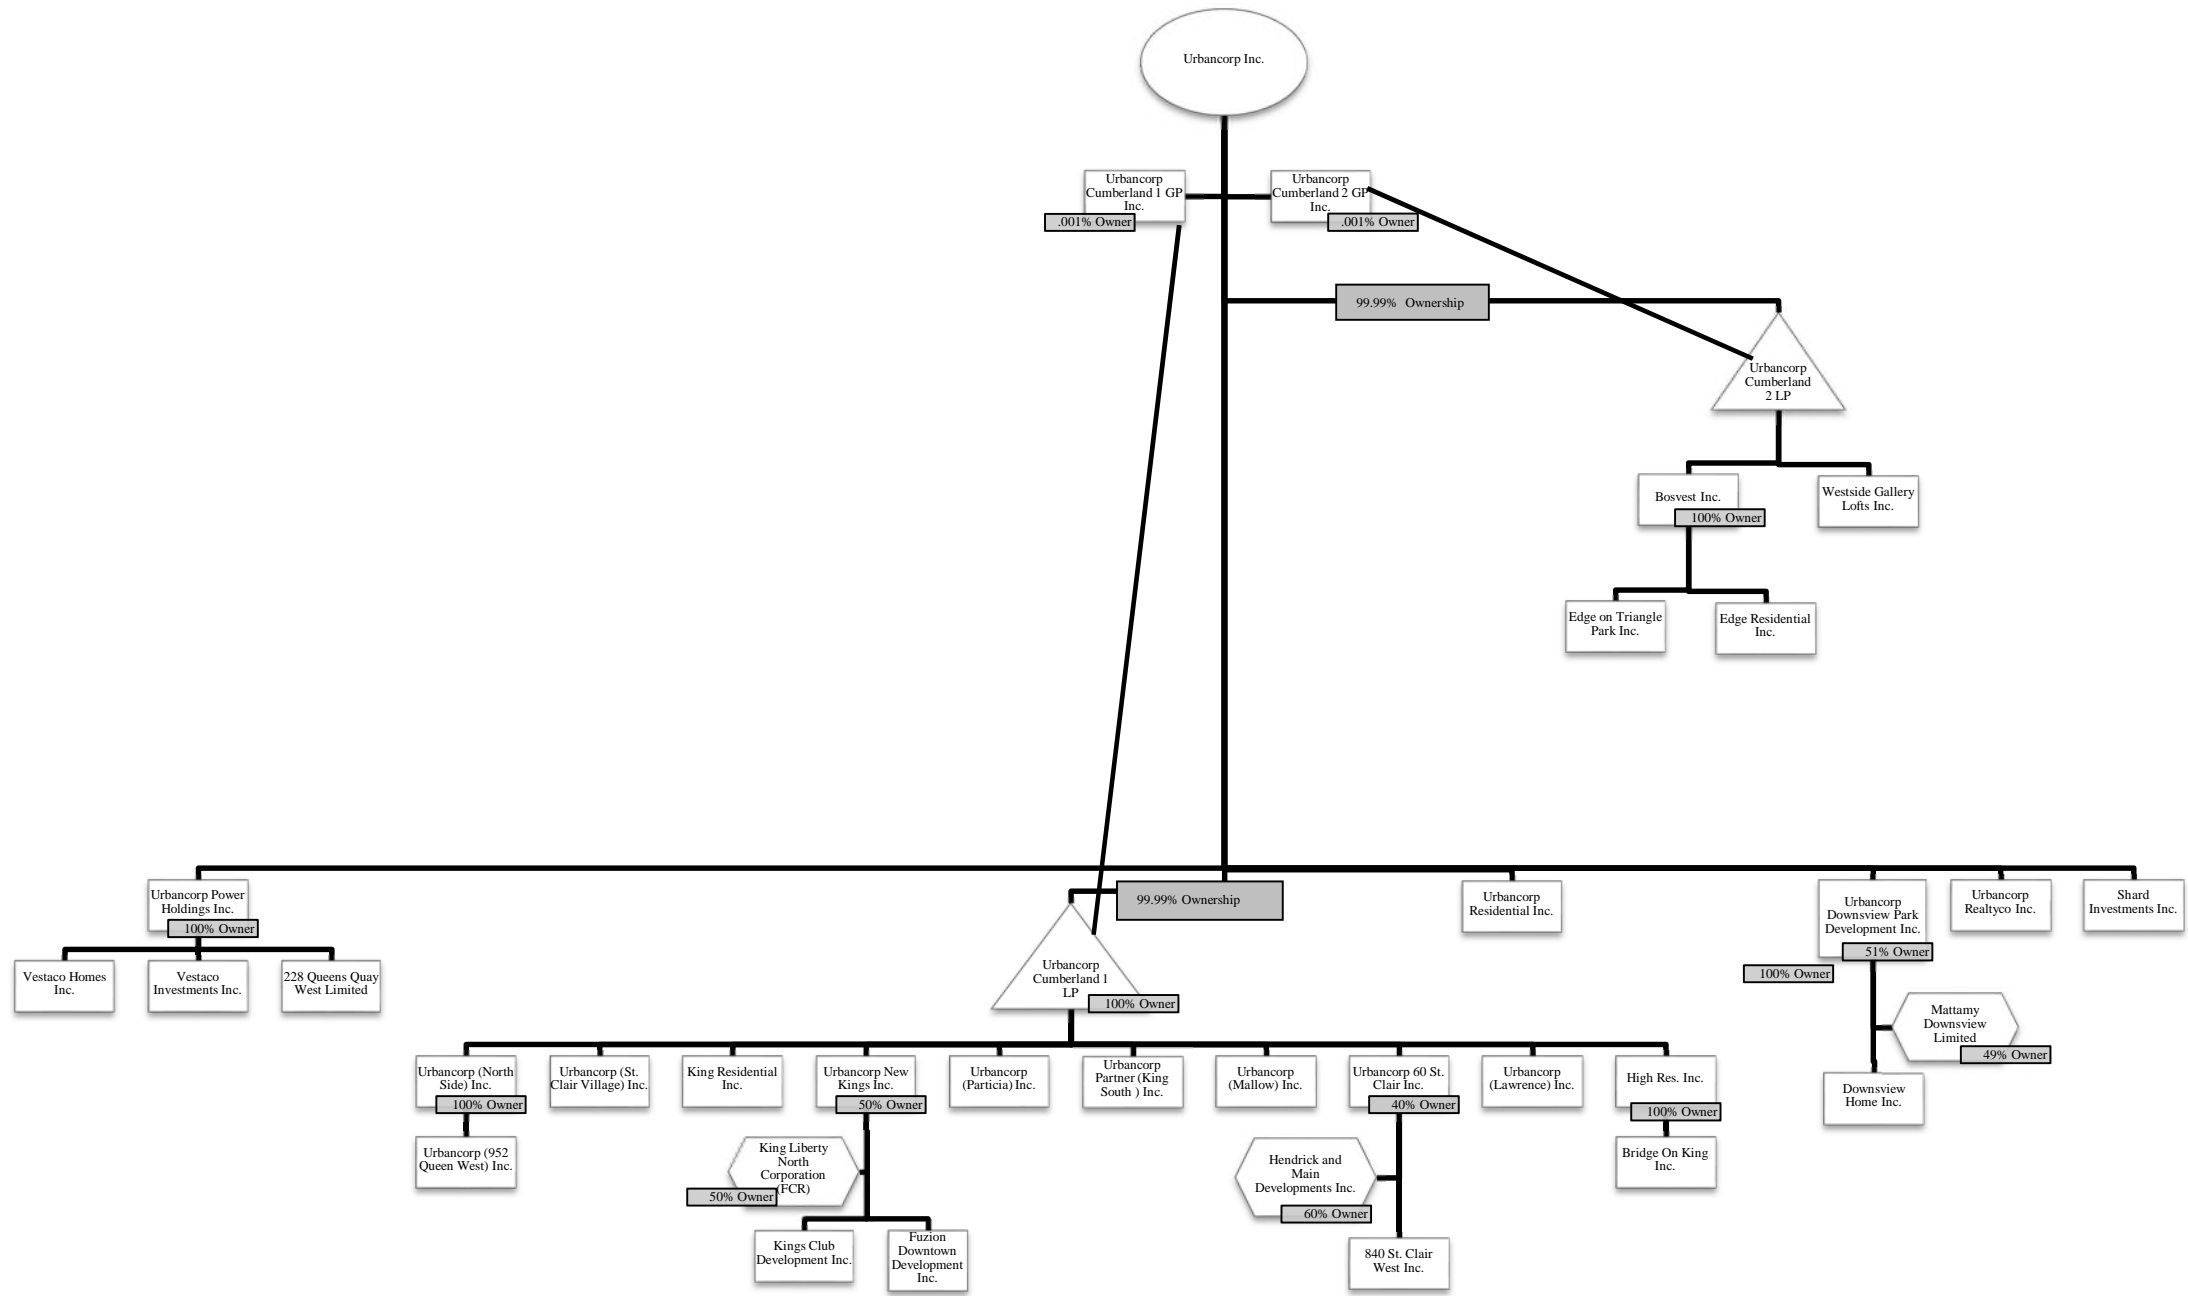 Urbancorp Inc.
Urbancorp
Cumberland 1 GP
Inc.
.001% Owner
Urbancorp
Cumberland 2 GP
Inc.
.001% Owner
99.99% Ownership
Urbancorp
Cumberland
2 LP
Bosvest Inc.
100% Owner
Westside Gallery
Lofts Inc.
Edge on Triangle
Park Inc.
Edge Residential
Inc.
Urbancorp Power
Holdings Inc.
100% Owner
Vestaco Homes
Inc.
Vestaco
Investments Inc.
228 Queens Quay
West Limited
99.99% Ownership
Urbancorp
Cumberland 1
LP
100% Owner
Urbancorp
Residential Inc.
Urbancorp
Downsview Park
Development Inc.
51% Owner
100% Owner
Urbancorp
Realtyco Inc.
Shard
Investments Inc.
Mattamy
Downsview
Limited
49% Owner
Downsview
Home Inc.
Urbancorp (North
Side) Inc.
100% Owner
Urbancorp (952
Queen West) Inc.
Urbancorp (St.
Clair Village) Inc.
King Residential
Inc.
Urbancorp New
Kings Inc.
50% Owner
King Liberty
North
Corporation
(FCR)
50% Owner
Kings Club
Development Inc.
Fuzion
Downtown
Development
Inc.
Urbancorp
(Particia) Inc.
Urbancorp
Partner (King
South ) Inc.
Urbancorp
(Mallow) Inc.
Urbancorp 60 St.
Clair Inc.
40% Owner
Hendrick and
Main
Developments Inc.
60% Owner
840 St. Clair
West Inc.
Urbancorp
(Lawrence) Inc.
High Res. Inc.
100% Owner
Bridge On King
Inc.